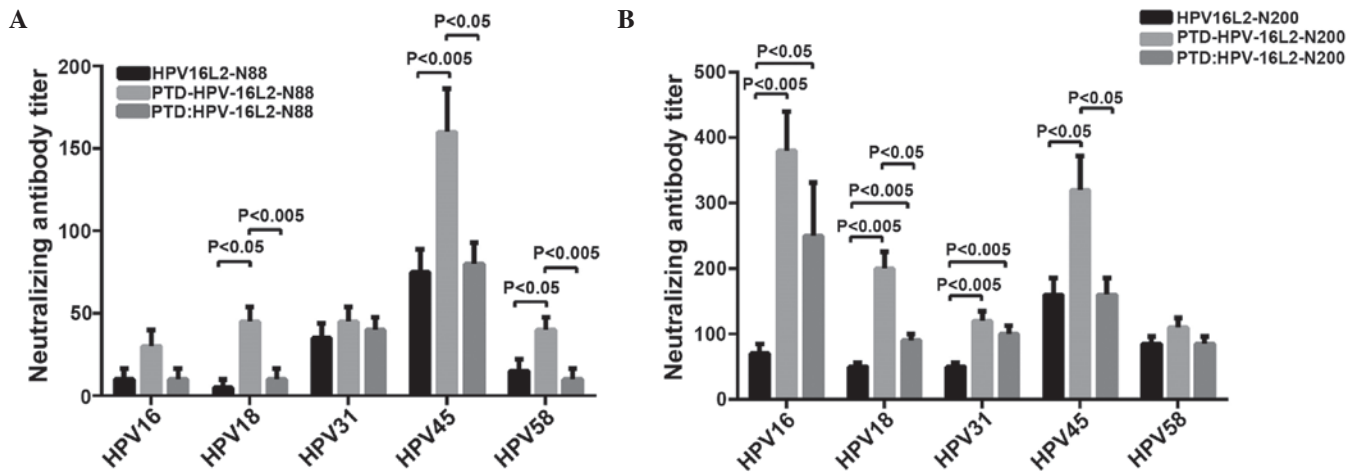 A
Neutralizing antibody titer
200
150
100
50
0
HPV16L2-N88
PTD-HPV-16L2-N88
PTD:HPV-16L2-N88
P<0.05
P<0.005
P<0.005
P<0.05
P<0.005
P<0.05
HPV16
HPV18
HPV31
HPV45
HPV58
B
HPV16L2-N200
PTD-HPV-16L2-N200
PTD:HPV-16L2-N200
Neutralizing antibody titer
500
400
300
200
100
0
P<0.05
P<0.005
P<0.05
P<0.005
P<0.005
P<0.005
P<0.005
P<0.05
P<0.05
HPV16
HPV18
HPV31
HPV45
HPV58